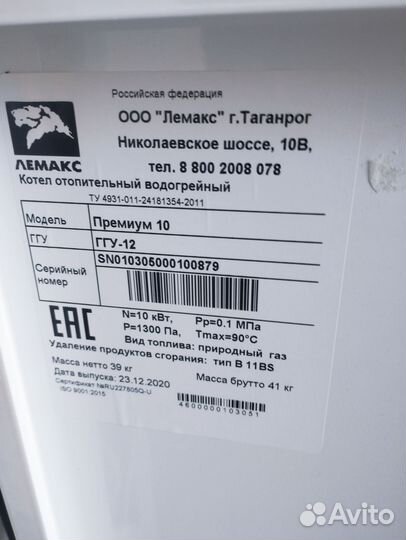 Российская федерация
ООО "Лемакс" г.Таганрог
Николаевское шоссе, 10В,
тел. 8 800 2008 078
ЛЕМАКС
Котел отопительный водогрейный
ТУ 4931-011-24181354-2011
Модель Премиум 10
ГГУ ГГУ-12
Серийный номер SN010305000100879
EAC
N=10 кВт, Pp=0.1 МПа
P=1300 Па, Tmax=90°C
Вид топлива: природный газ
Удаление продуктов сгорания: тип B 11BS
Масса нетто 39 кг Масса брутто 41 кг
Дата выпуска: 23.12.2020
Сертификат №RU227805Q-U
ISO 9001:2015
4600000103051
Avito